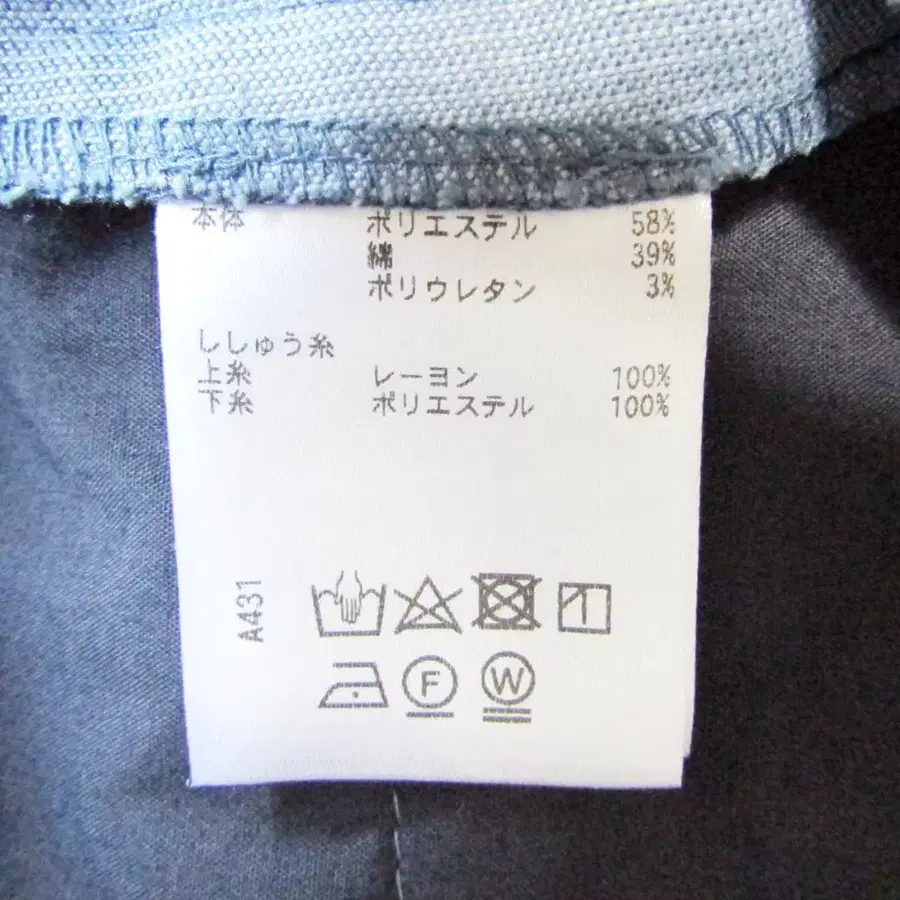 本体 ポリエステル 58%
綿 39%
ポリウレタン 3%
ししゅう糸
上糸 レーヨン 100%
下糸 ポリエステル 100%
A431
F W